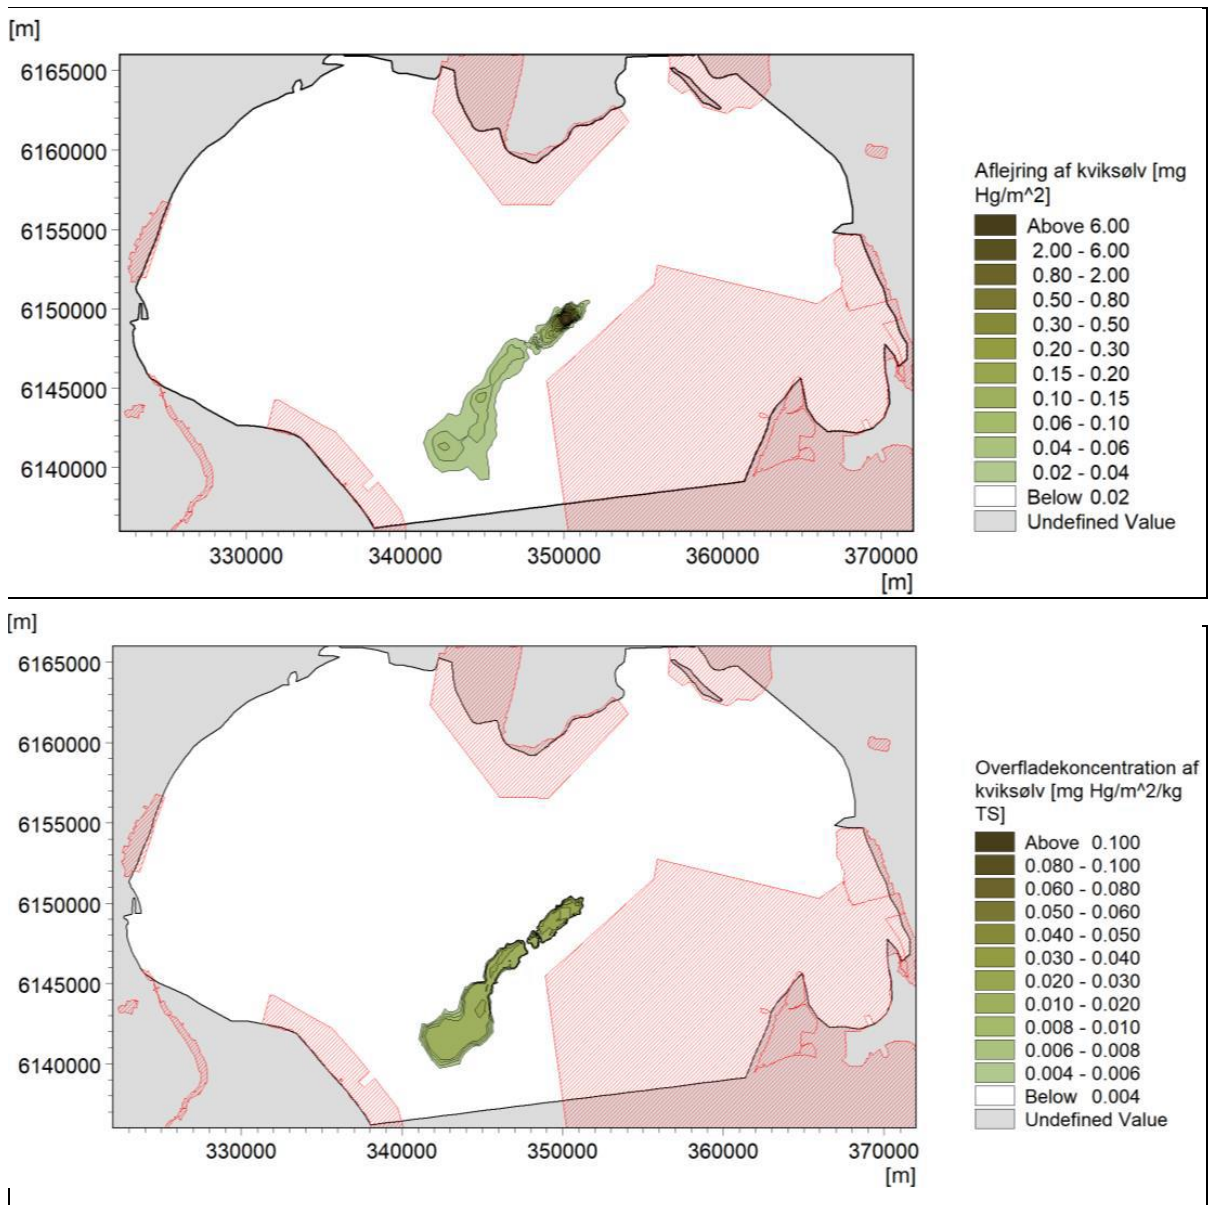 [m]
6165000
6160000
6155000
6150000
6145000
6140000
330000 340000 350000 360000 370000
[m]
Aflejring af kviksølv [mg
Hg/m^2]
Above 6.00
2.00 - 6.00
0.80 - 2.00
0.50 - 0.80
0.30 - 0.50
0.20 - 0.30
0.15 - 0.20
0.10 - 0.15
0.06 - 0.10
0.04 - 0.06
0.02 - 0.04
Below 0.02
Undefined Value
[m]
6165000
6160000
6155000
6150000
6145000
6140000
330000 340000 350000 360000 370000
[m]
Overfladekoncentration af
kviksølv [mg Hg/m^2/kg
TS]
Above 0.100
0.080 - 0.100
0.060 - 0.080
0.050 - 0.060
0.040 - 0.050
0.030 - 0.040
0.020 - 0.030
0.010 - 0.020
0.008 - 0.010
0.006 - 0.008
0.004 - 0.006
Below 0.004
Undefined Value